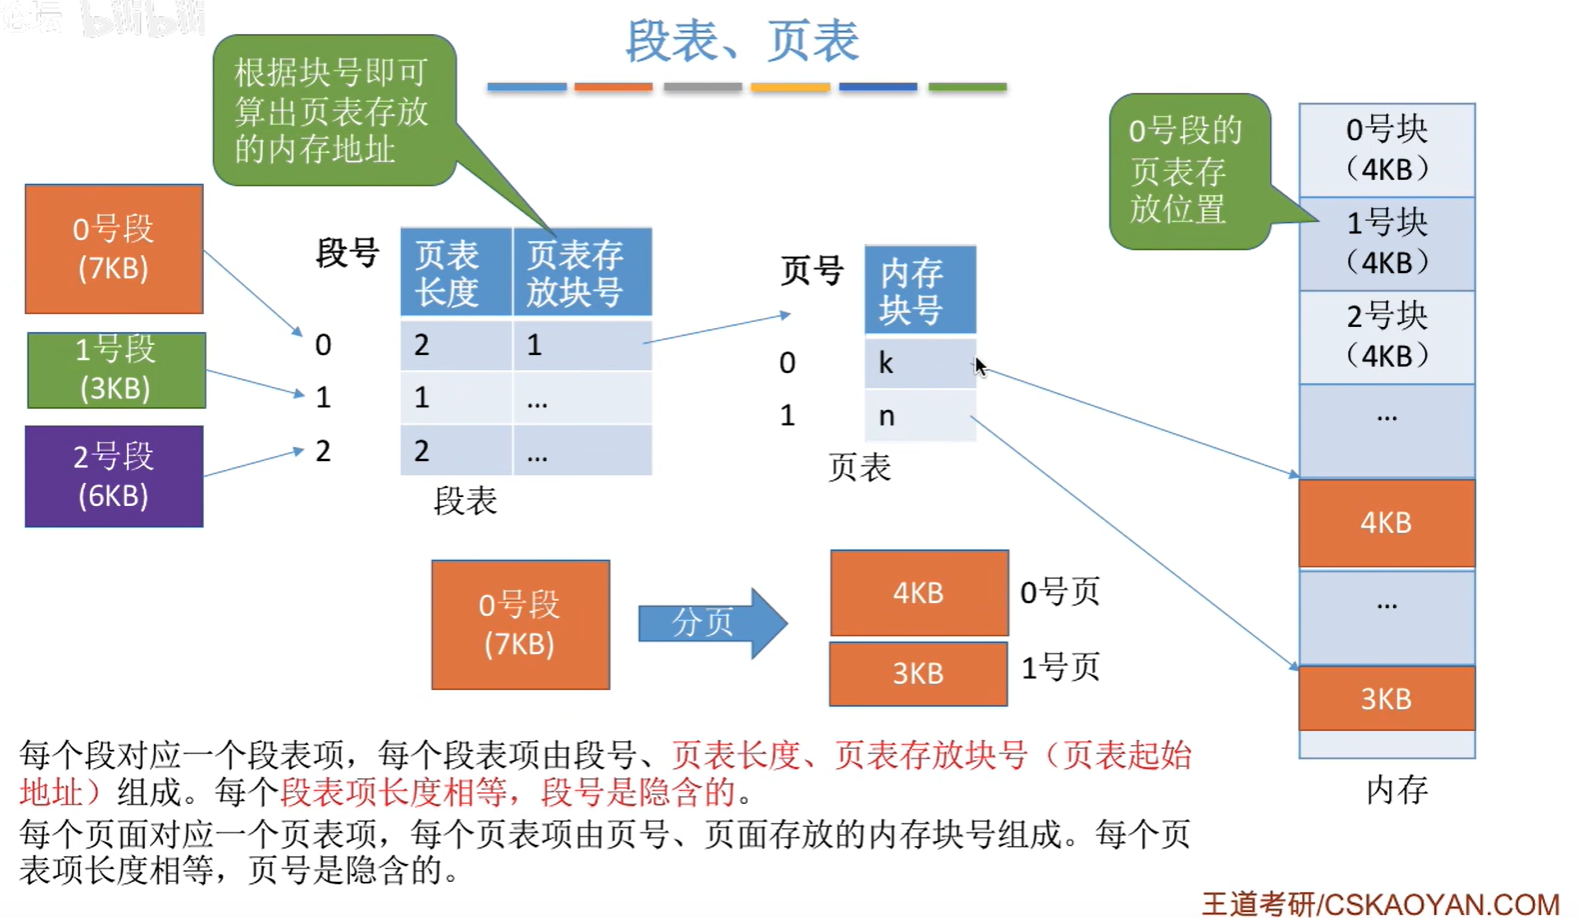 bilibili
段表、页表
根据块号即可
算出页表存放
的内存地址
0号段的
页表存
放位置
0号块
（4KB）
1号块
（4KB）
2号块
（4KB）
...
4KB
...
3KB
内存
0号段
(7KB)
1号段
(3KB)
2号段
(6KB)
段号
页表
长度
页表存
放块号
0
2
1
1
1
...
2
2
...
段表
页号
内存
块号
0
k
1
n
页表
0号段
(7KB)
分页
4KB
0号页
3KB
1号页
每个段对应一个段表项，每个段表项由段号、页表长度、页表存放块号（页表起始
地址）组成。每个段表项长度相等，段号是隐含的。
每个页面对应一个页表项，每个页表项由页号、页面存放的内存块号组成。每个页
表项长度相等，页号是隐含的。
王道考研/CSKAOYAN.COM